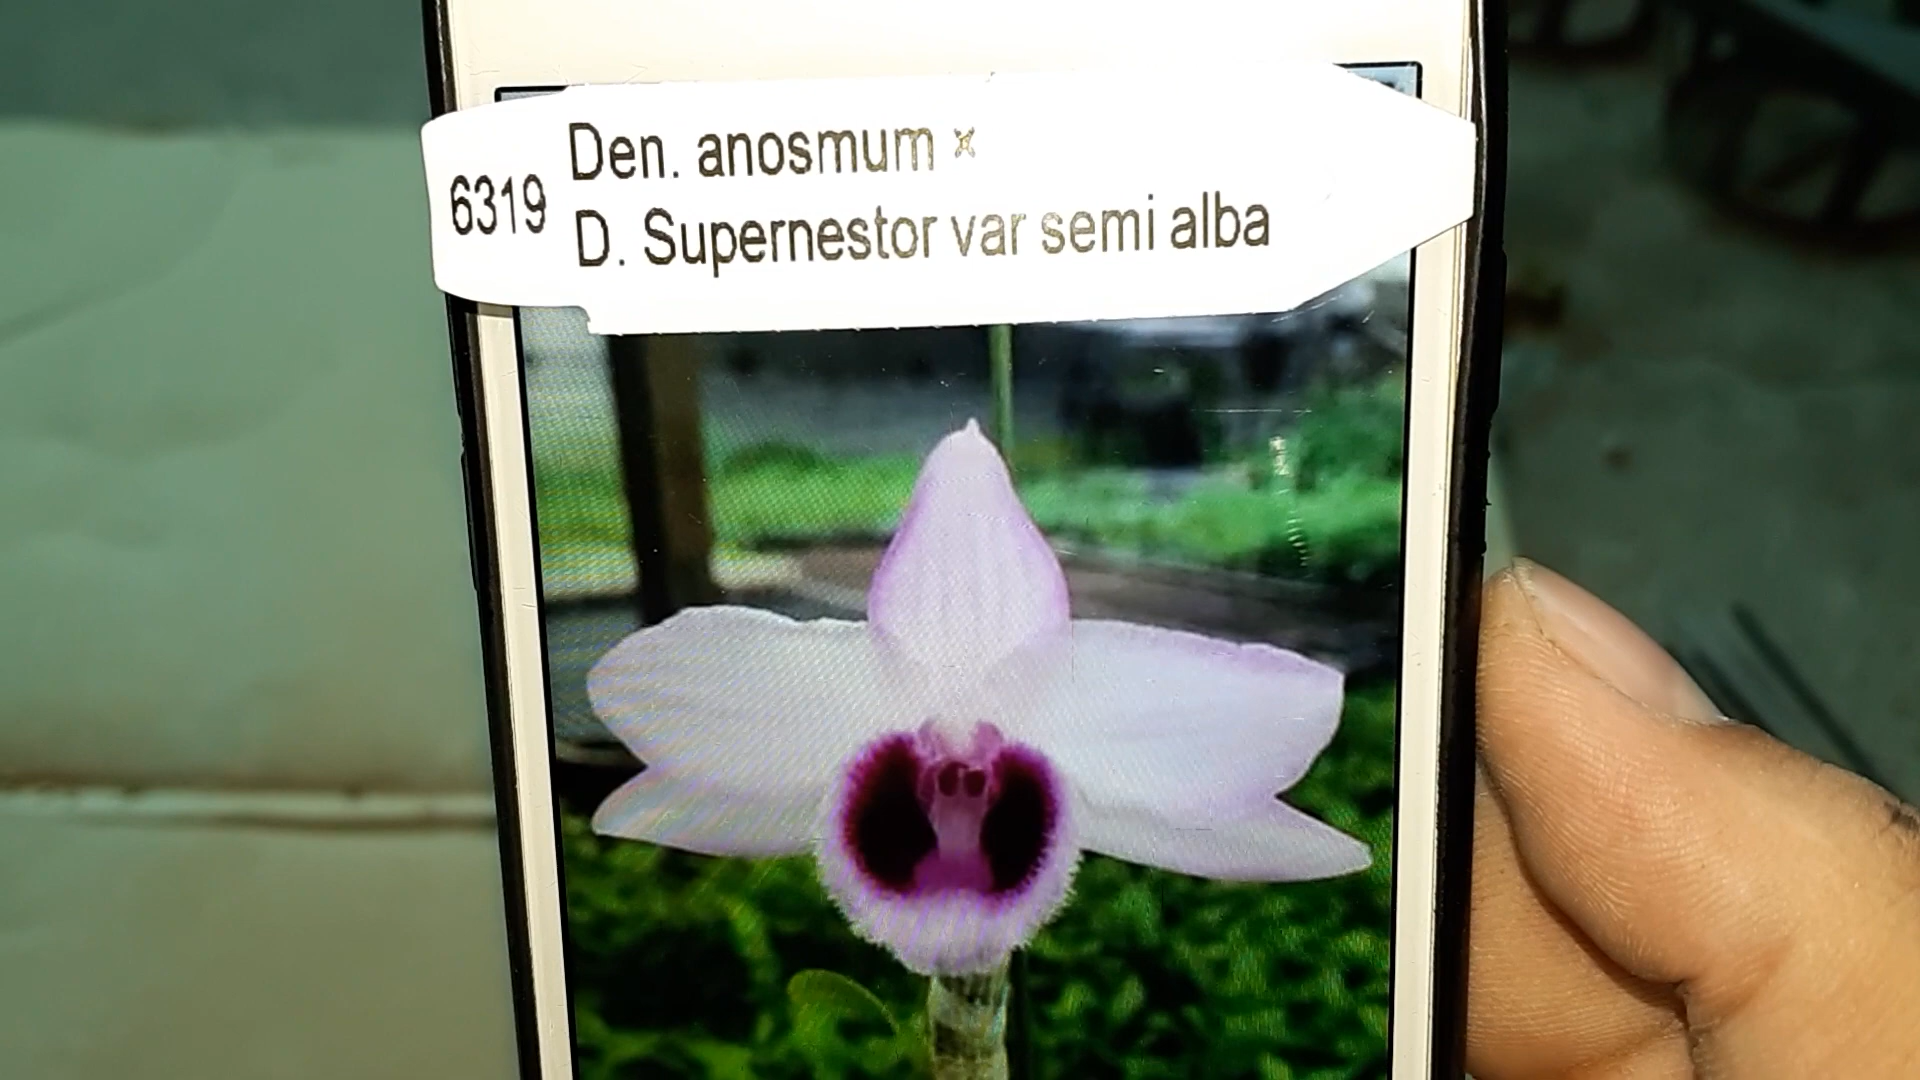 6319
Den. anosmum ×
D. Supernestor var semi alba